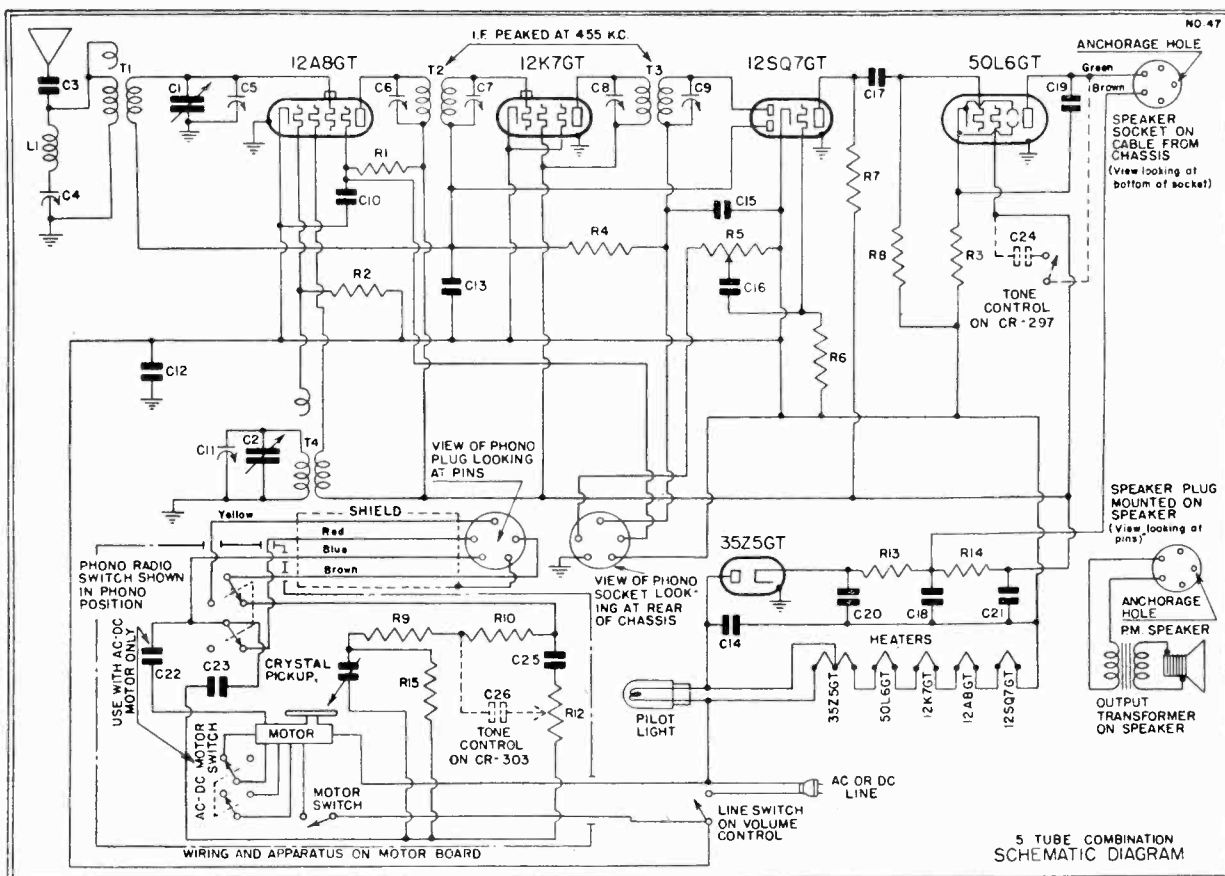 NO. 47
I.F. PEAKED AT 455 K.C.
ANCHORAGE HOLE
12A8GT
T2
12K7GT
T3
12SQ7GT
50L6GT
Green
Brown
C3
T1
C1
C5
C6
C7
C8
C9
C17
C19
SPEAKER
SOCKET ON
CABLE FROM
CHASSIS
(View looking at
bottom of socket)
L1
C4
R1
C10
R7
C15
R4
R5
R8
R3
C24
R2
C13
C16
TONE
CONTROL
ON CR-297
R6
C12
C11
C2
T4
VIEW OF PHONO
PLUG LOOKING
AT PINS
SPEAKER PLUG
MOUNTED ON
SPEAKER
(View looking at
pins)
Yellow
SHIELD
Red
Blue
Brown
35Z5GT
R13
R14
PHONO RADIO
SWITCH SHOWN
IN PHONO
POSITION
VIEW OF PHONO
SOCKET LOOK-
ING AT REAR
OF CHASSIS
C20
C18
C21
ANCHORAGE
HOLE
P.M. SPEAKER
C14
HEATERS
R9
R10
USE WITH AC-DC
MOTOR ONLY
C22
C23
CRYSTAL
PICKUP
C25
R15
C26
R12
TONE
CONTROL
ON CR-303
PILOT
LIGHT
35Z5GT
50L6GT
12K7GT
12A8GT
12SQ7GT
OUTPUT
TRANSFORMER
ON SPEAKER
MOTOR
AC-DC MOTOR
SWITCH
MOTOR
SWITCH
AC OR DC
LINE
LINE SWITCH
ON VOLUME
CONTROL
WIRING AND APPARATUS ON MOTOR BOARD
5 TUBE COMBINATION
SCHEMATIC DIAGRAM